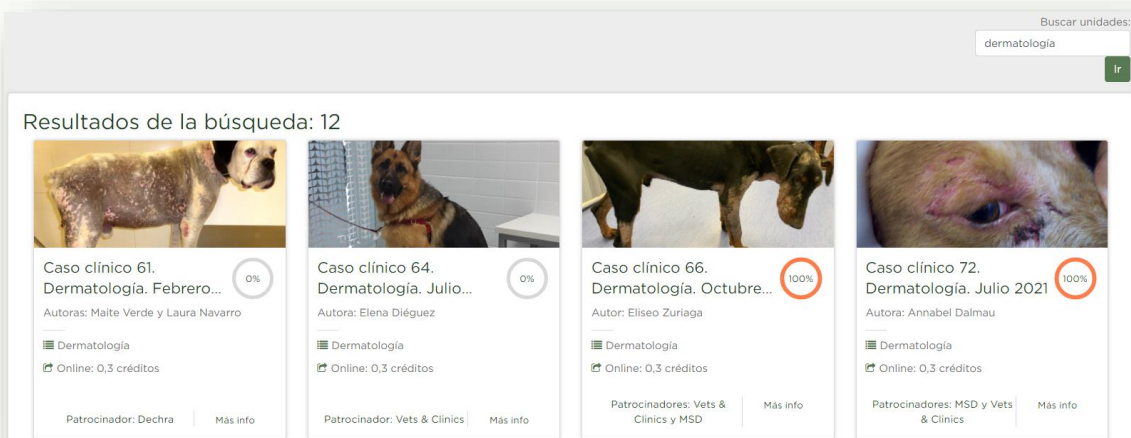 Buscar unidades:
dermatología
Ir
Resultados de la búsqueda: 12
Caso clínico 61.
Dermatología. Febrero...
0%
Autoras: Maite Verde y Laura Navarro
Dermatología
Online: 0,3 créditos
Patrocinador: Dechra
Más info
Caso clínico 64.
Dermatología. Julio...
0%
Autora: Elena Diéguez
Dermatología
Online: 0,3 créditos
Patrocinador: Vets & Clinics
Más info
Caso clínico 66.
Dermatología. Octubre...
100%
Autor: Eliseo Zuriaga
Dermatología
Online: 0,3 créditos
Patrocinadores: Vets &
Clinics y MSD
Más info
Caso clínico 72.
Dermatología. Julio 2021
100%
Autora: Annabel Dalmau
Dermatología
Online: 0,3 créditos
Patrocinadores: MSD y Vets
& Clinics
Más info